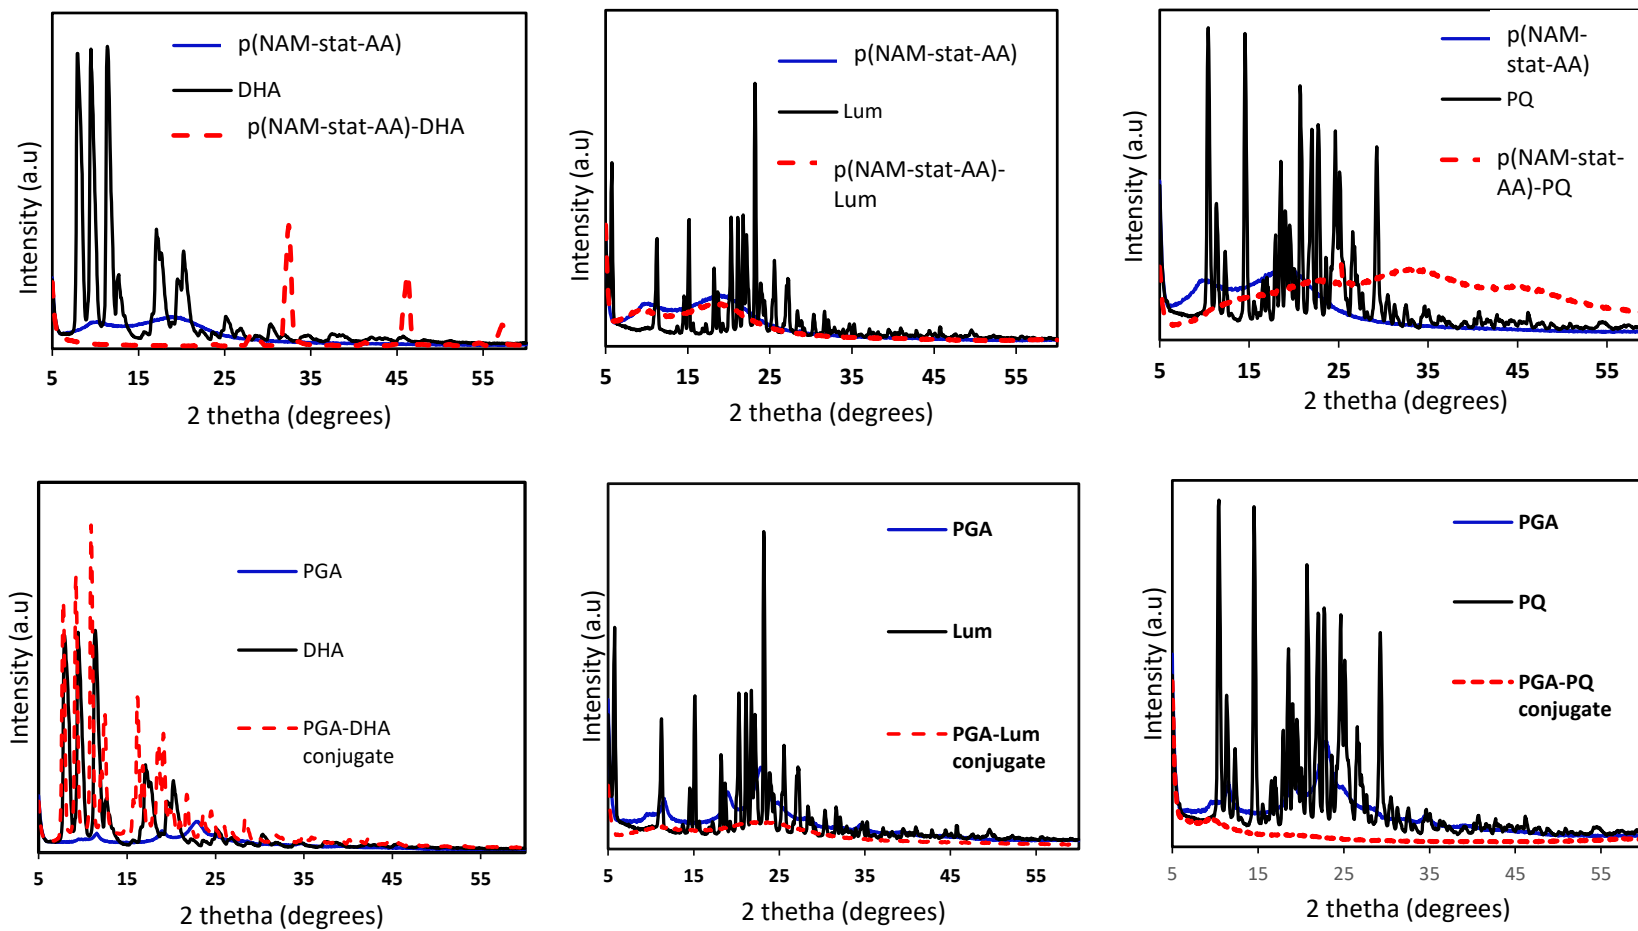 p(NAM-stat-AA)
DHA
p(NAM-stat-AA)-DHA
Intensity (a.u)
5 15 25 35 45 55
2 thetha (degrees)
p(NAM-stat-AA)
Lum
p(NAM-stat-AA)-
Lum
Intensity (a.u)
5 15 25 35 45 55
2 thetha (degrees)
p(NAM-
stat-AA)
PQ
p(NAM-stat-
AA)-PQ
Intensity (a.u)
5 15 25 35 45 55
2 thetha (degrees)
PGA
DHA
PGA-DHA
conjugate
Intensity (a.u)
5 15 25 35 45 55
2 thetha (degrees)
PGA
Lum
PGA-Lum
conjugate
Intensity (a.u)
5 15 25 35 45 55
2 thetha (degrees)
PGA
PQ
PGA-PQ
conjugate
Intensity (a.u)
5 15 25 35 45 55
2 thetha (degrees)